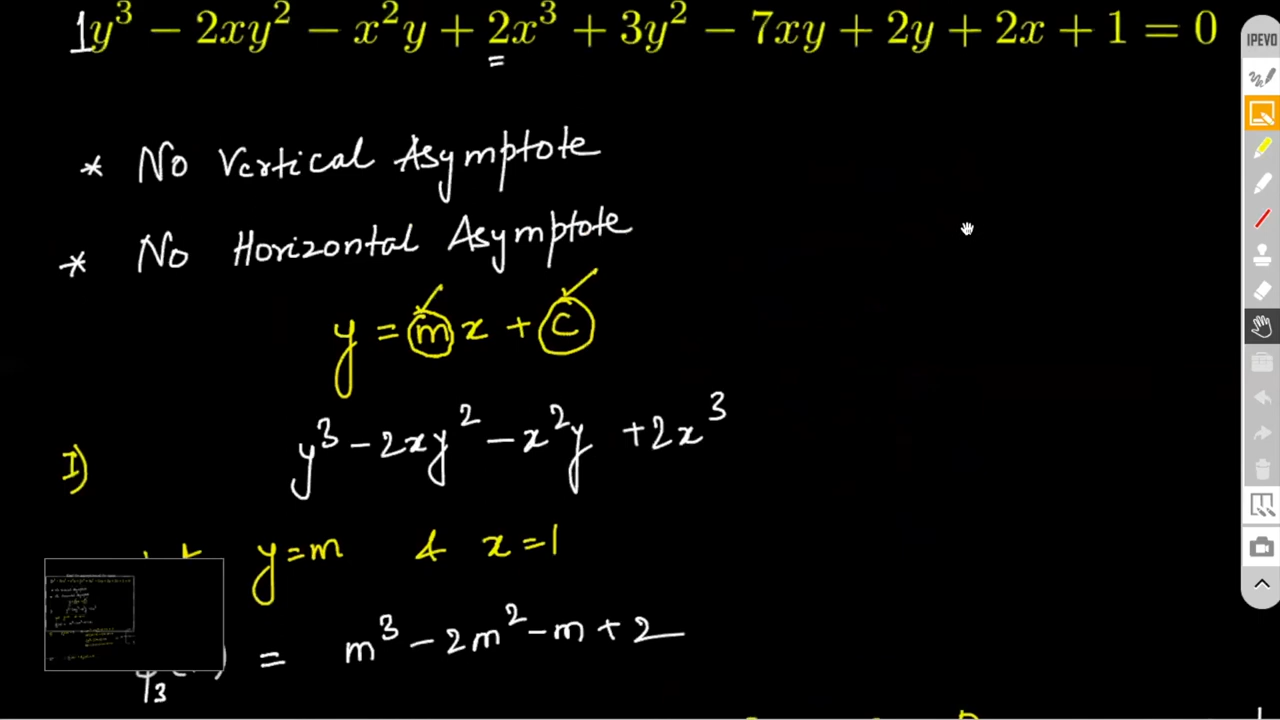 1y³ − 2xy² − x²y + 2x³ + 3y² − 7xy + 2y + 2x + 1 = 0
IPEVO
* No Vertical Asymptote
* No Horizontal Asymptote
y = mx + c
I) y³ − 2xy² − x²y + 2x³
y = m & x = 1
= m³ − 2m² − m + 2